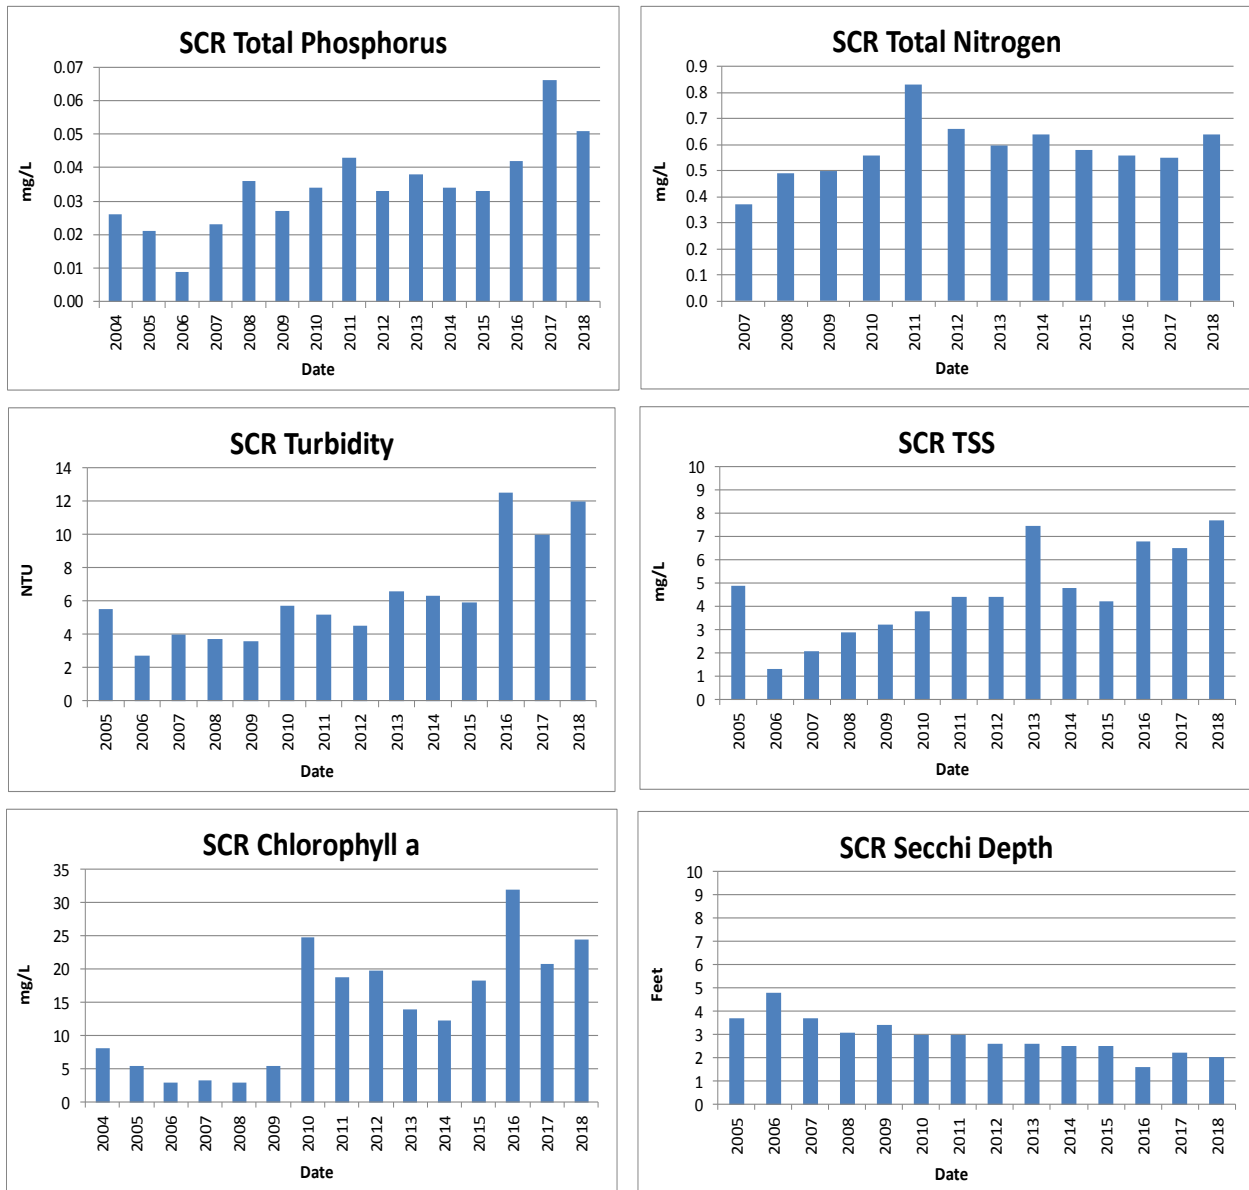 SCR Total Phosphorus
mg/L
0.07
0.06
0.05
0.04
0.03
0.02
0.01
0.00
2004 2005 2006 2007 2008 2009 2010 2011 2012 2013 2014 2015 2016 2017 2018
Date
SCR Total Nitrogen
mg/L
0.9
0.8
0.7
0.6
0.5
0.4
0.3
0.2
0.1
0.0
2007 2008 2009 2010 2011 2012 2013 2014 2015 2016 2017 2018
Date
SCR Turbidity
NTU
14
12
10
8
6
4
2
0
2005 2006 2007 2008 2009 2010 2011 2012 2013 2014 2015 2016 2017 2018
Date
SCR TSS
mg/L
10
9
8
7
6
5
4
3
2
1
0
2005 2006 2007 2008 2009 2010 2011 2012 2013 2014 2015 2016 2017 2018
Date
SCR Chlorophyll a
mg/L
35
30
25
20
15
10
5
0
2004 2005 2006 2007 2008 2009 2010 2011 2012 2013 2014 2015 2016 2017 2018
Date
SCR Secchi Depth
Feet
10
9
8
7
6
5
4
3
2
1
0
2005 2006 2007 2008 2009 2010 2011 2012 2013 2014 2015 2016 2017 2018
Date